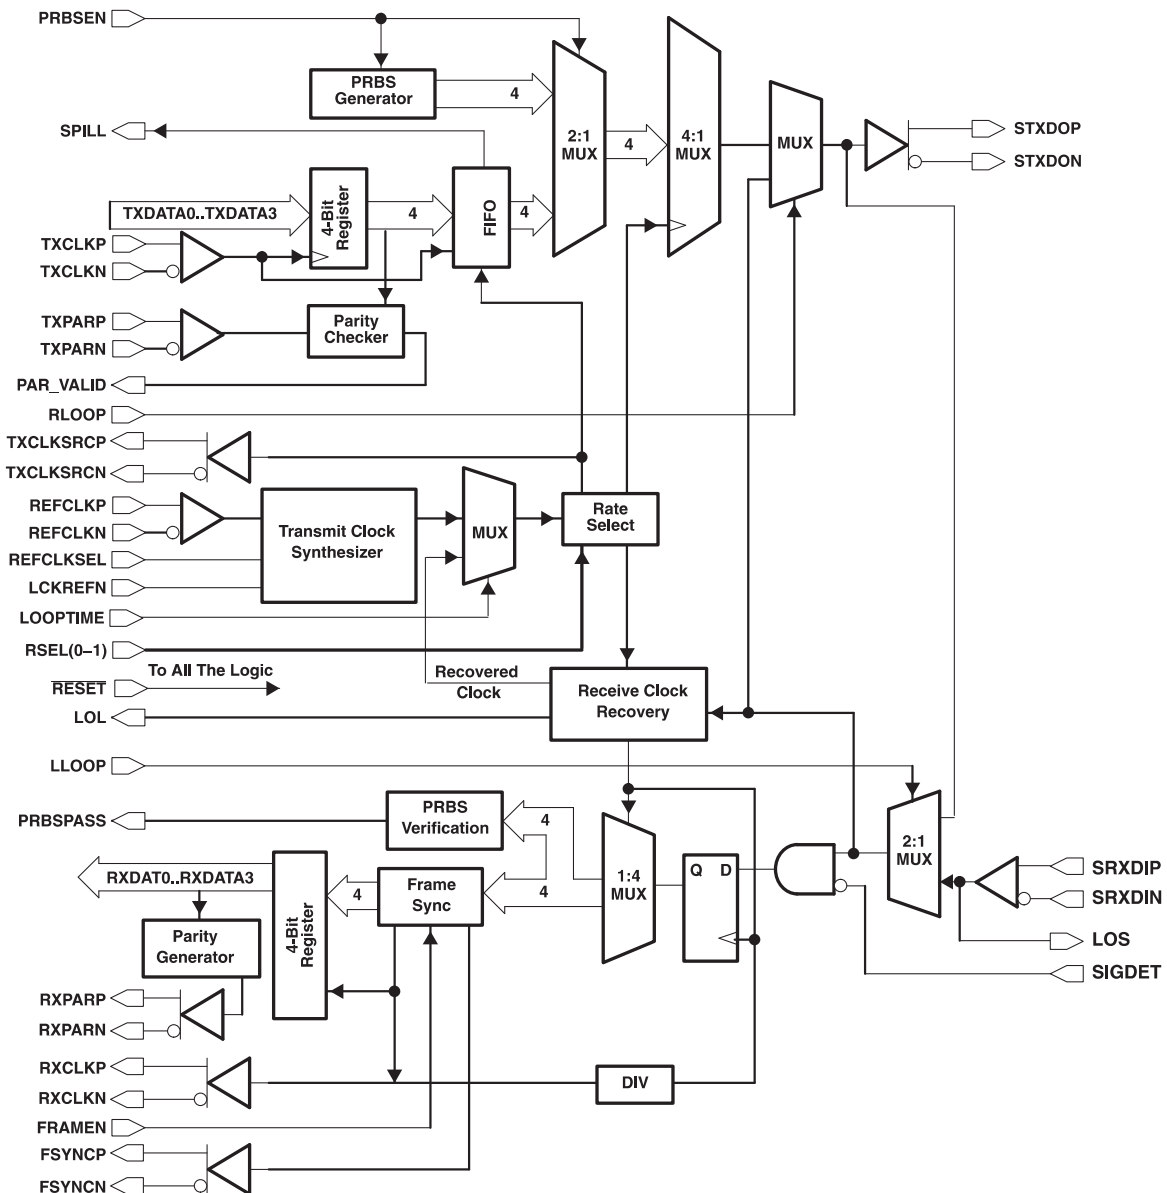 PRBSEN
PRBS
Generator
4
2:1
MUX
4
4:1
MUX
MUX
STXDOP
STXDON
SPILL
TXDATA0..TXDATA3
4-Bit
Register
4
FIFO
4
TXCLKP
TXCLKN
TXPARP
TXPARN
Parity
Checker
PAR_VALID
RLOOP
TXCLKSRCP
TXCLKSRCN
REFCLKP
REFCLKN
REFCLKSEL
LCKREFN
Transmit Clock
Synthesizer
MUX
Rate
Select
LOOPTIME
RSEL(0–1)
RESET
To All The Logic
Recovered
Clock
Receive Clock
Recovery
LOL
LLOOP
PRBSPASS
PRBS
Verification
4
4
1:4
MUX
Q D
2:1
MUX
SRXDIP
SRXDIN
LOS
SIGDET
RXDAT0..RXDATA3
4-Bit
Register
4
Frame
Sync
Parity
Generator
RXPARP
RXPARN
RXCLKP
RXCLKN
DIV
FRAMEN
FSYNCP
FSYNCN